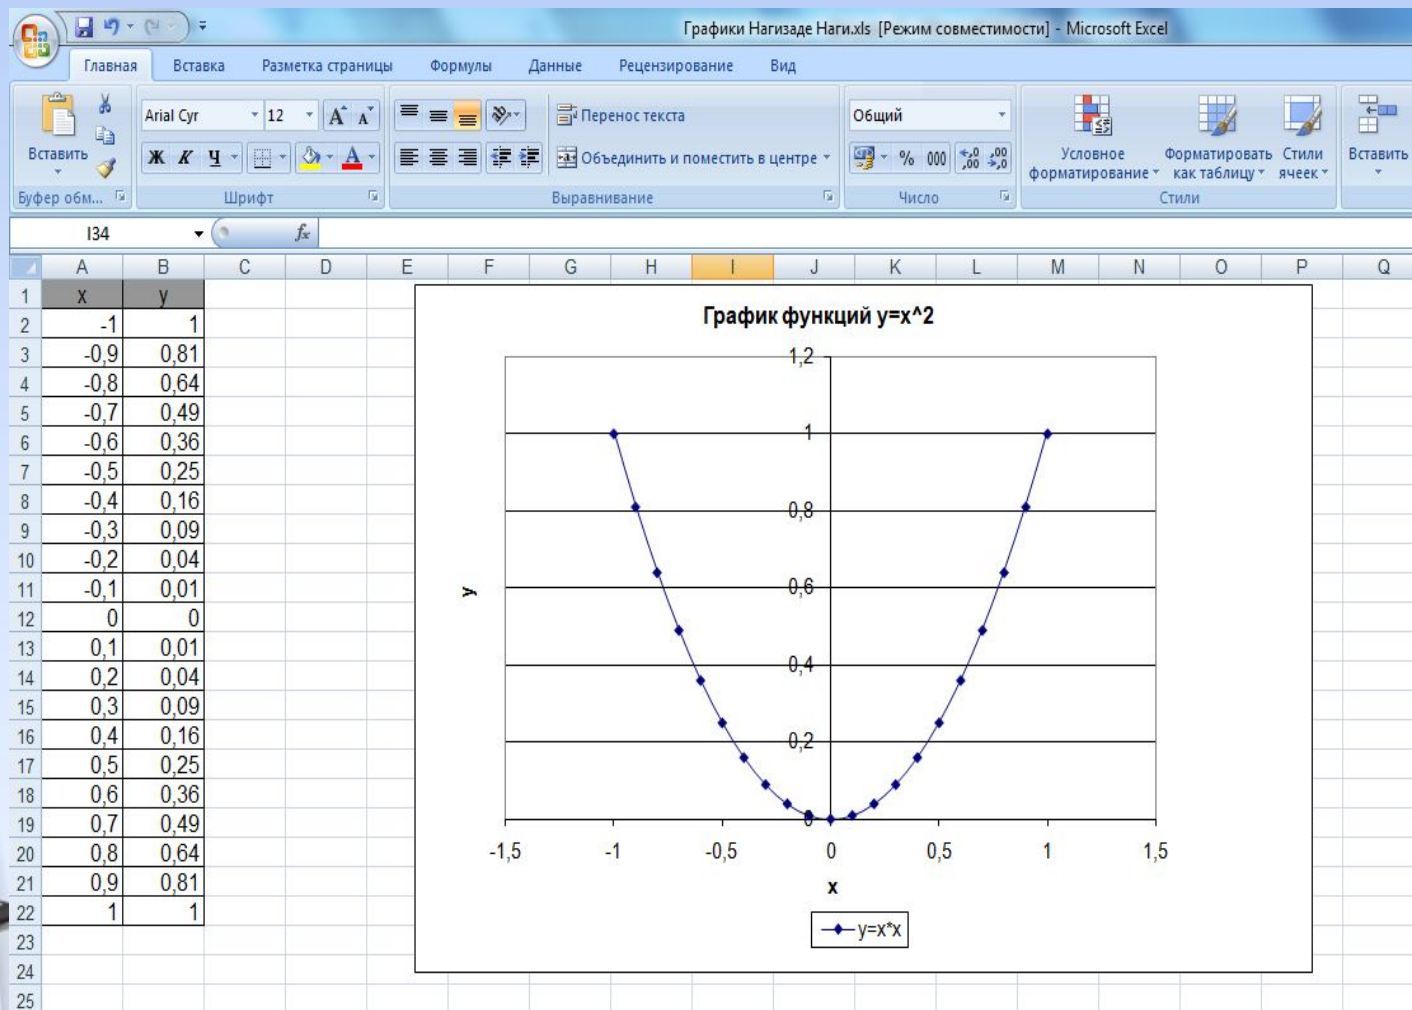 Графики Нагизаде Наги.xls [Режим совместимости] - Microsoft Excel
Главная Вставка Разметка страницы Формулы Данные Рецензирование Вид
Arial Cyr 12 Перенос текста Общий
Вставить Ж К Ч Объединить и поместить в центре % 000 Условное форматирование Форматировать как таблицу Стили ячеек Вставить
Буфер обм... Шрифт Выравнивание Число Стили
I34 fx
A B C D E F G H I J K L M N O P Q
1 x y
2 -1 1
3 -0,9 0,81
4 -0,8 0,64
5 -0,7 0,49
6 -0,6 0,36
7 -0,5 0,25
8 -0,4 0,16
9 -0,3 0,09
10 -0,2 0,04
11 -0,1 0,01
12 0 0
13 0,1 0,01
14 0,2 0,04
15 0,3 0,09
16 0,4 0,16
17 0,5 0,25
18 0,6 0,36
19 0,7 0,49
20 0,8 0,64
21 0,9 0,81
22 1 1
23
24
25
График функций y=x^2
1,2
1
0,8
0,6
0,4
0,2
0
y
-1,5 -1 -0,5 0 0,5 1 1,5
x
y=x*x